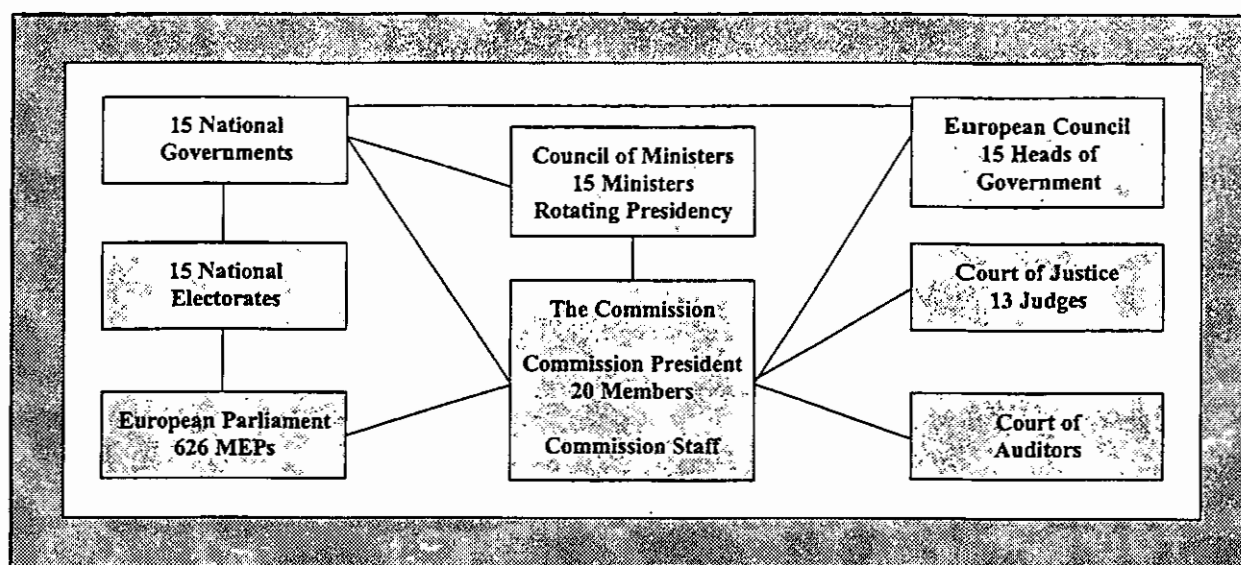 15 National
Governments
15 National
Electorates
European Parliament
626 MEPs
Council of Ministers
15 Ministers
Rotating Presidency
The Commission
Commission President
20 Members
Commission Staff
European Council
15 Heads of
Government
Court of Justice
13 Judges
Court of
Auditors